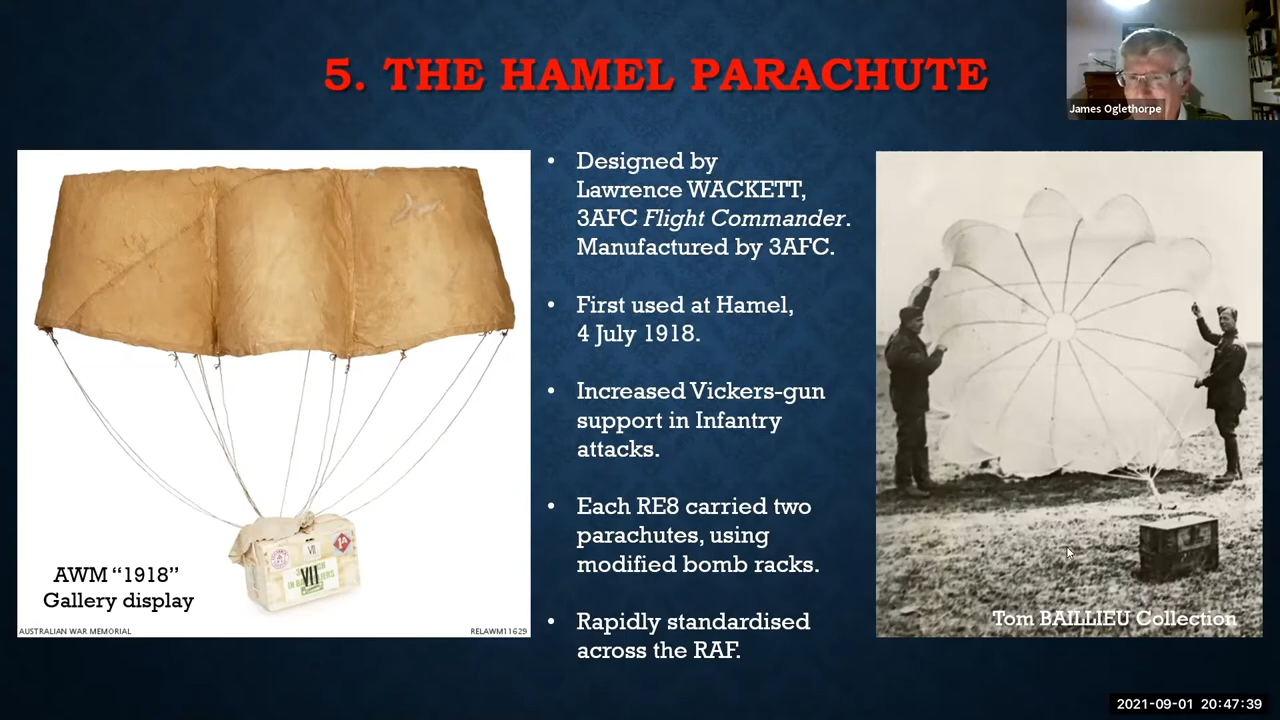 5. THE HAMEL PARACHUTE
James Oglethorpe
• Designed by
Lawrence WACKETT,
3AFC Flight Commander.
Manufactured by 3AFC.
• First used at Hamel,
4 July 1918.
• Increased Vickers-gun
support in Infantry
attacks.
• Each RE8 carried two
parachutes, using
modified bomb racks.
• Rapidly standardised
across the RAF.
VII
VII
AWM “1918”
Gallery display
AUSTRALIAN WAR MEMORIAL
RELAWM11629
Tom BAILLIEU Collection
2021-09-01 20:47:39